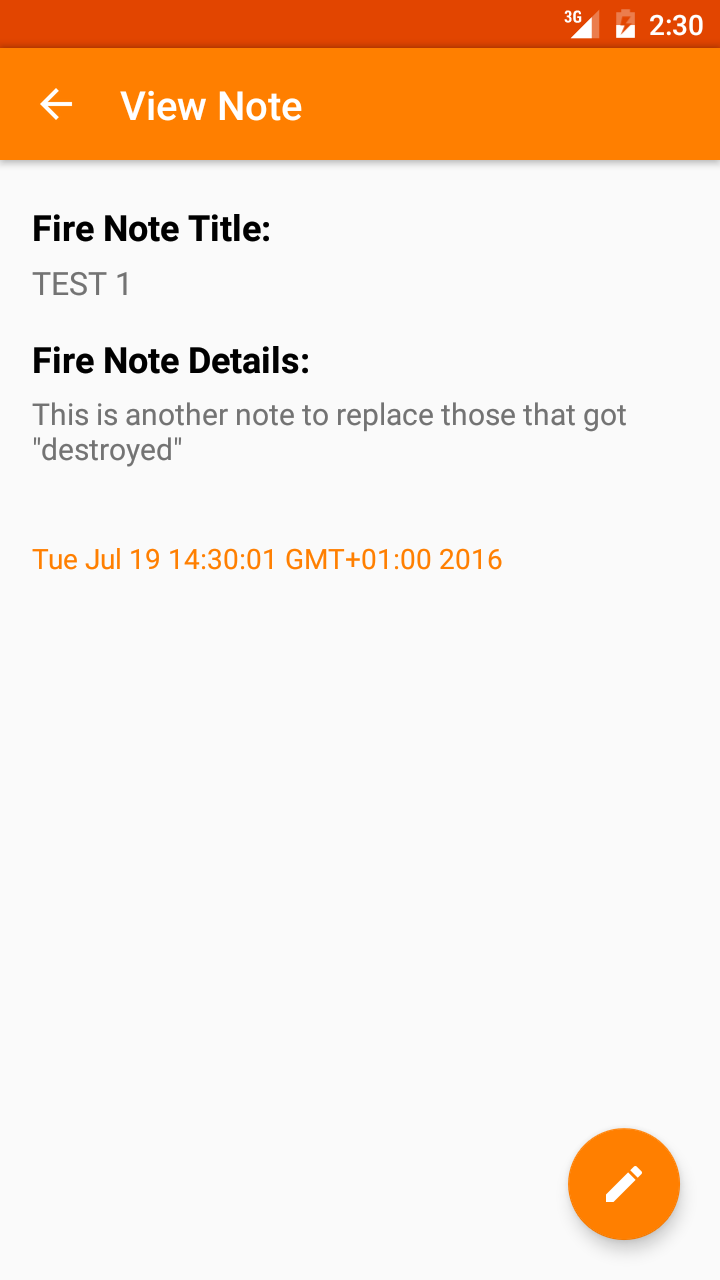 3G 2:30
View Note
Fire Note Title:
TEST 1
Fire Note Details:
This is another note to replace those that got
"destroyed"
Tue Jul 19 14:30:01 GMT+01:00 2016